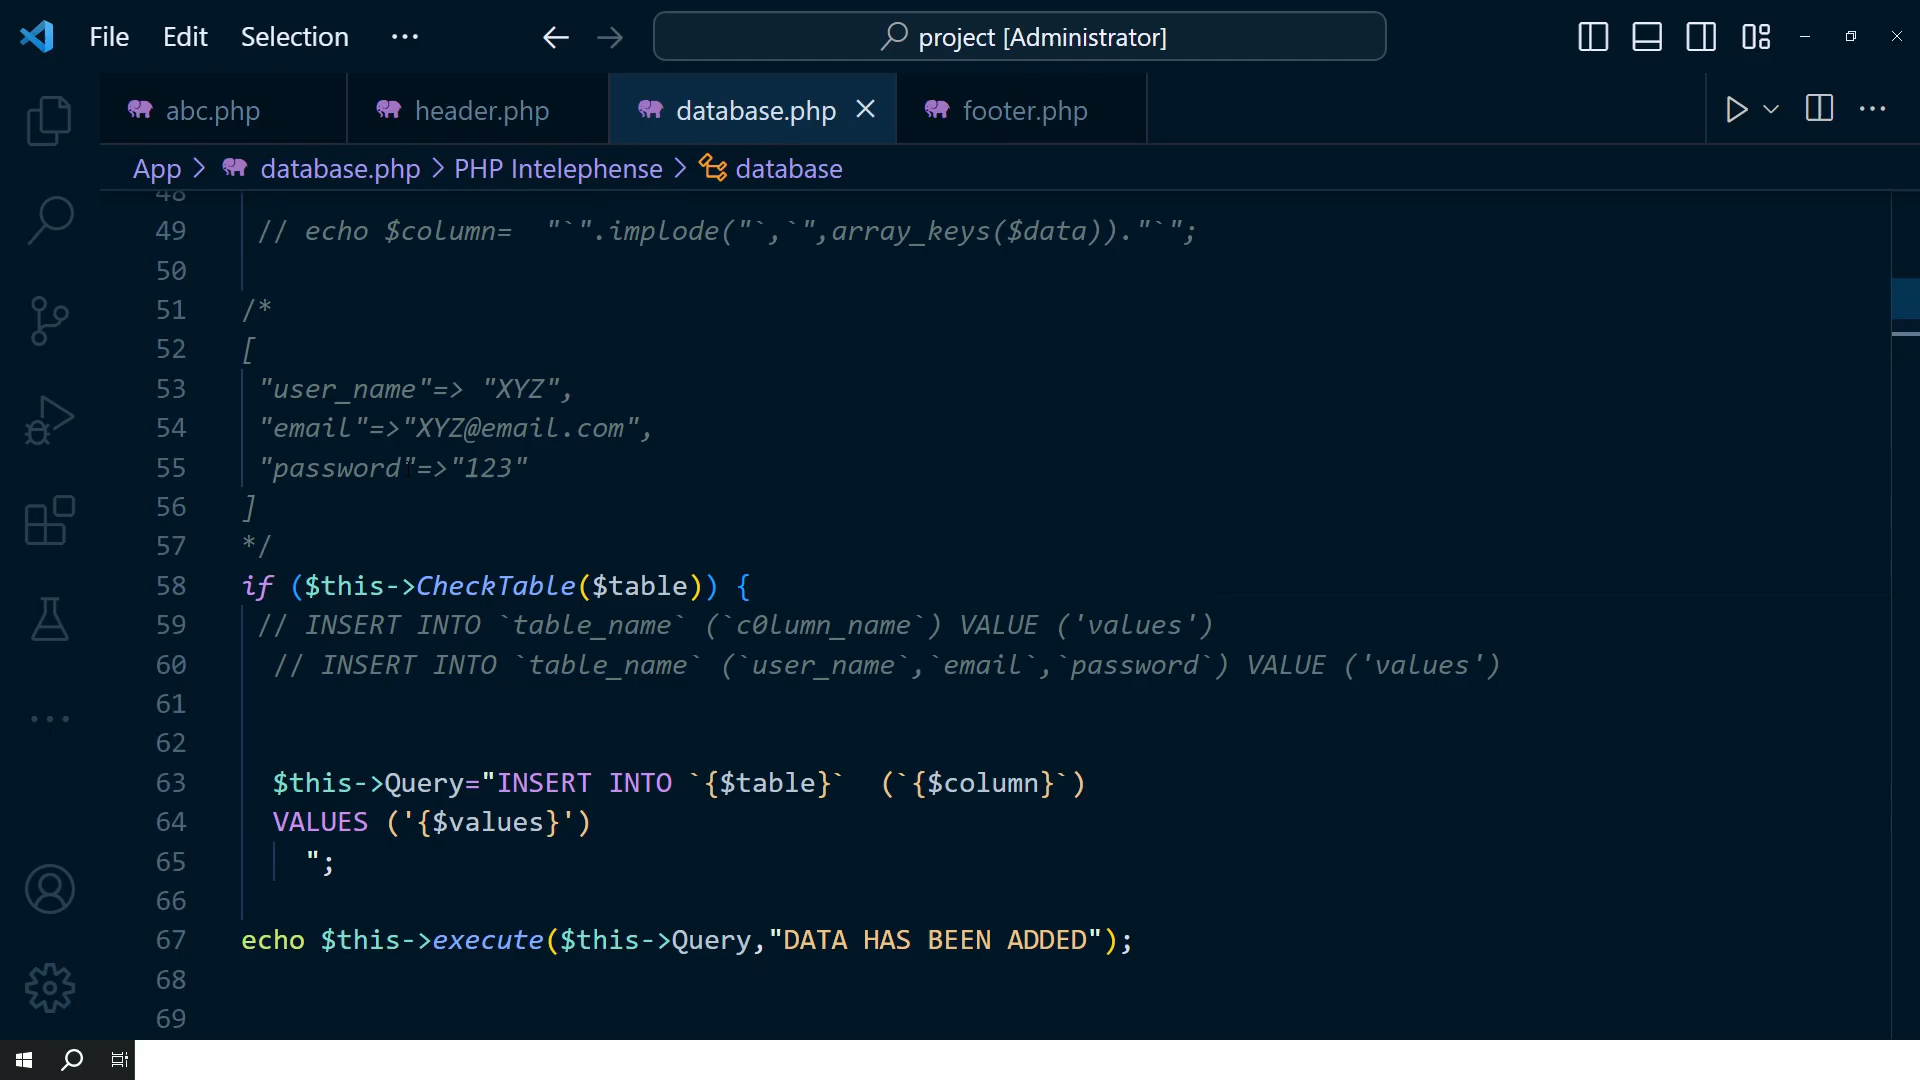 File Edit Selection ··· project [Administrator]
abc.php header.php database.php footer.php
App > database.php > PHP Intelephense > database
48
49 // echo $column= "`".implode("`,`",array_keys($data))."`";
50
51 /*
52 [
53 "user_name"=> "XYZ",
54 "email"=>"XYZ@email.com",
55 "password"=>"123"
56 ]
57 */
58 if ($this->CheckTable($table)) {
59 // INSERT INTO `table_name` (`c0lumn_name`) VALUE ('values')
60 // INSERT INTO `table_name` (`user_name`,`email`,`password`) VALUE ('values')
61
62
63 $this->Query="INSERT INTO `{$table}` (`{$column}`)
64 VALUES ('{$values}')
65 ";
66
67 echo $this->execute($this->Query,"DATA HAS BEEN ADDED");
68
69